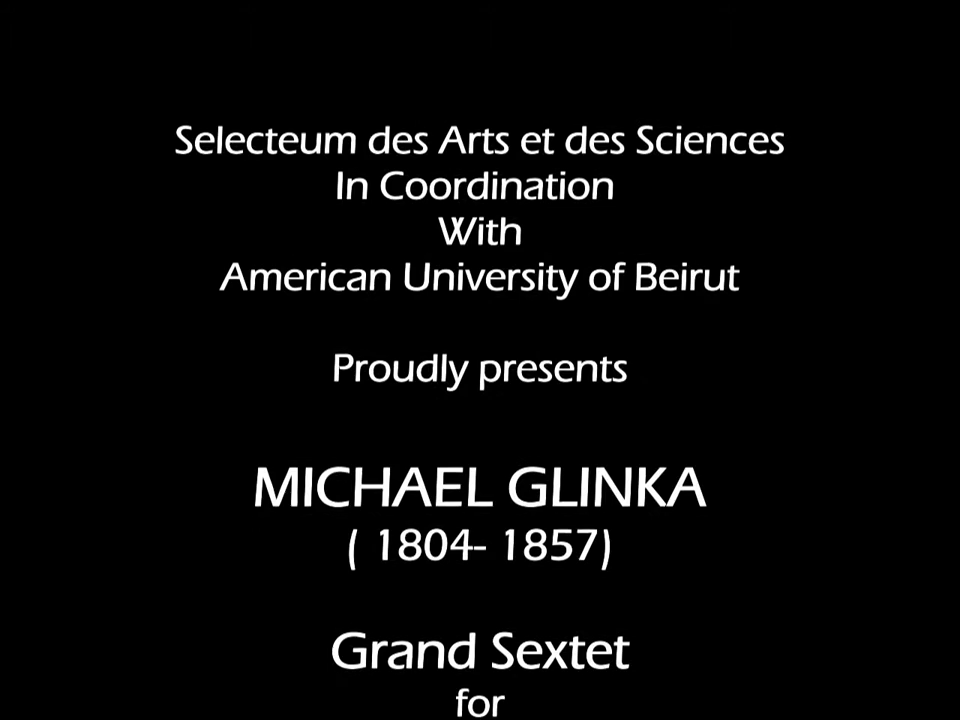 Selecteum des Arts et des Sciences
In Coordination
With
American University of Beirut
Proudly presents
MICHAEL GLINKA
( 1804- 1857)
Grand Sextet
for